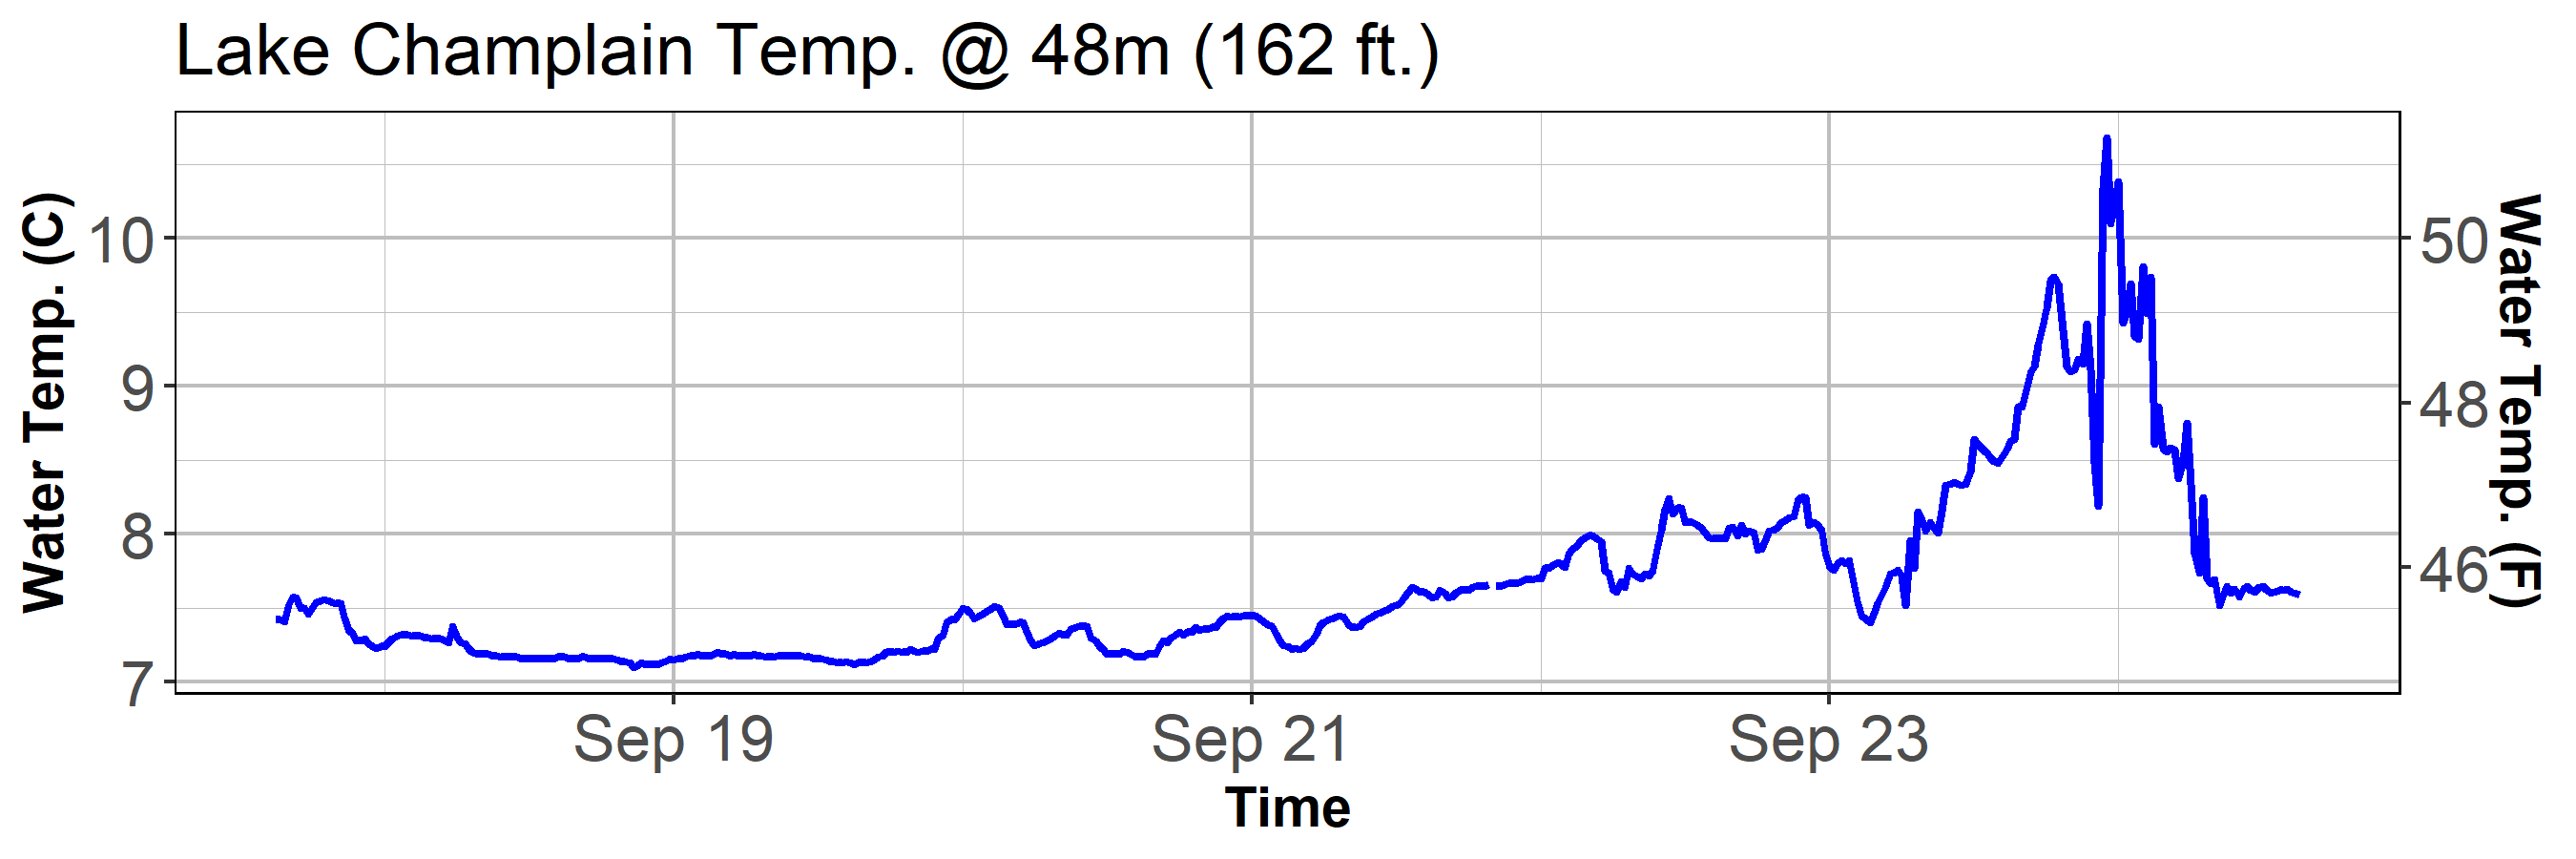 Lake Champlain Temp. @ 48m (162 ft.)
Water Temp. (C)
10
9
8
7
50
48
46
Water Temp. (F)
Sep 19
Sep 21
Sep 23
Time